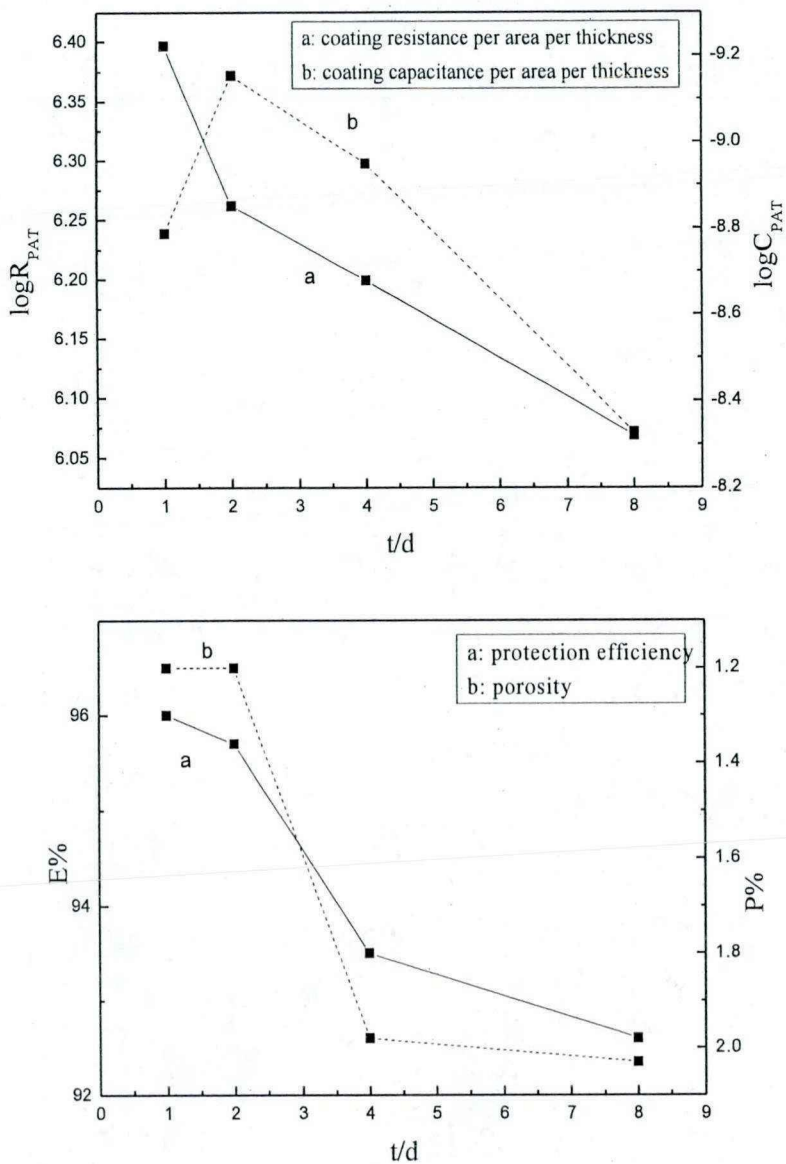 a: coating resistance per area per thickness
b: coating capacitance per area per thickness
6.40
6.35
6.30
6.25
6.20
6.15
6.10
6.05
logR_PAT
-9.2
-9.0
-8.8
-8.6
-8.4
-8.2
logC_PAT
b
a
0 1 2 3 4 5 6 7 8 9
t/d
a: protection efficiency
b: porosity
b
a
96
94
92
E%
1.2
1.4
1.6
1.8
2.0
P%
0 1 2 3 4 5 6 7 8 9
t/d